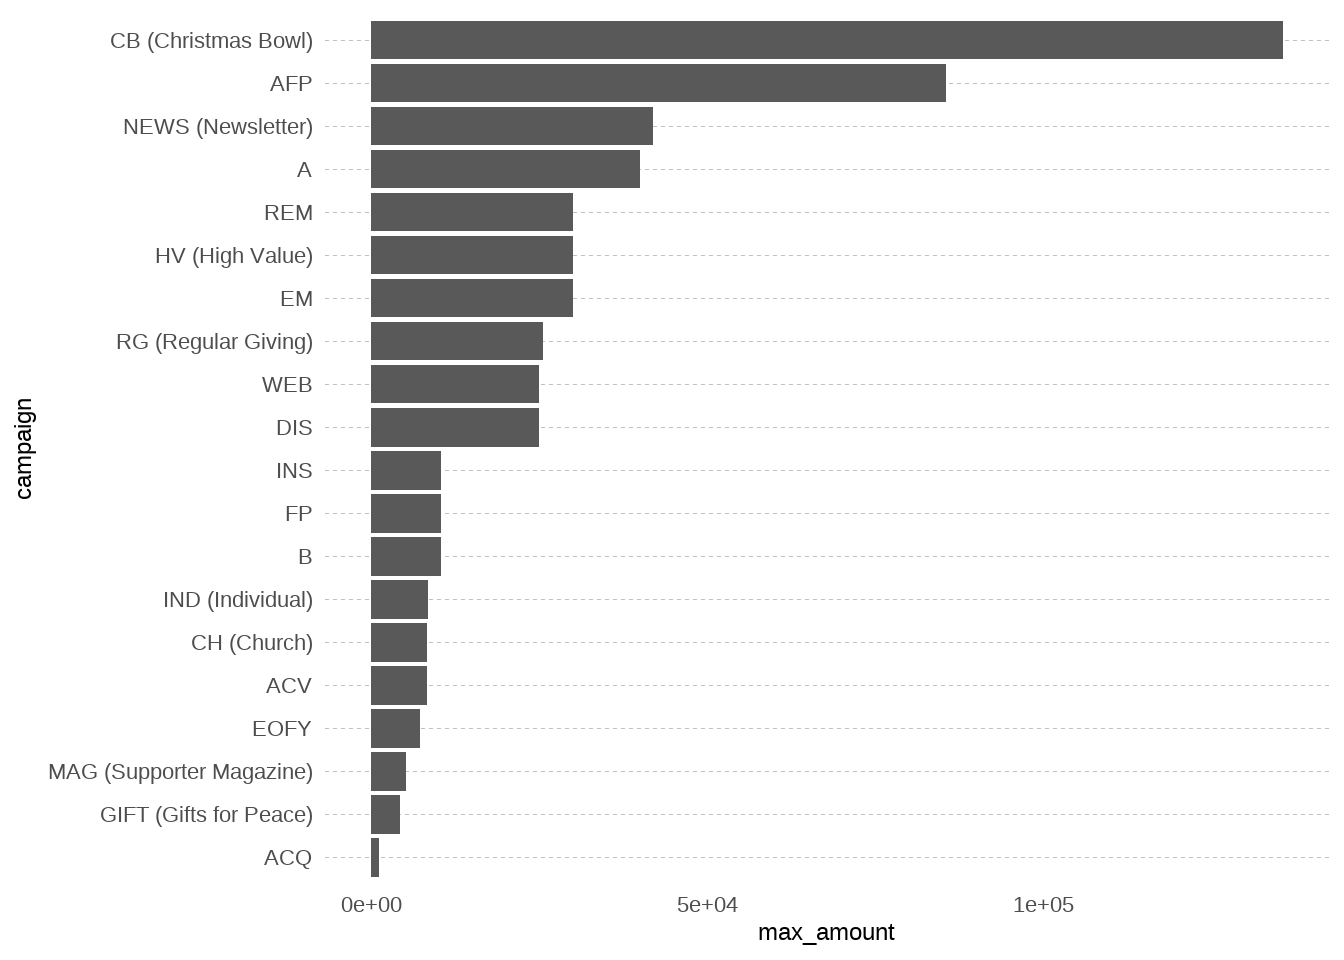 CB (Christmas Bowl)
AFP
NEWS (Newsletter)
A
REM
HV (High Value)
EM
RG (Regular Giving)
WEB
DIS
INS
FP
B
IND (Individual)
CH (Church)
ACV
EOFY
MAG (Supporter Magazine)
GIFT (Gifts for Peace)
ACQ
campaign
0e+00 5e+04 1e+05
max_amount